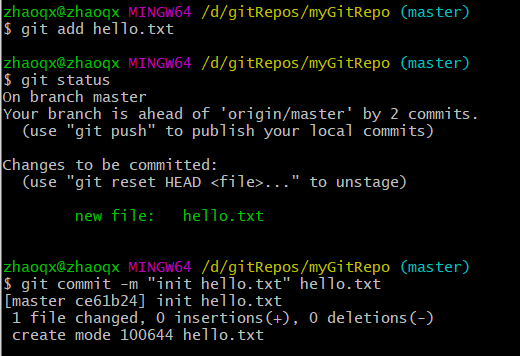 zhaoqx@zhaoqx MINGW64 /d/gitRepos/myGitRepo (master)
$ git add hello.txt
zhaoqx@zhaoqx MINGW64 /d/gitRepos/myGitRepo (master)
$ git status
On branch master
Your branch is ahead of 'origin/master' by 2 commits.
  (use "git push" to publish your local commits)
Changes to be committed:
  (use "git reset HEAD <file>..." to unstage)
        new file:   hello.txt
zhaoqx@zhaoqx MINGW64 /d/gitRepos/myGitRepo (master)
$ git commit -m "init hello.txt" hello.txt
[master ce61b24] init hello.txt
 1 file changed, 0 insertions(+), 0 deletions(-)
 create mode 100644 hello.txt